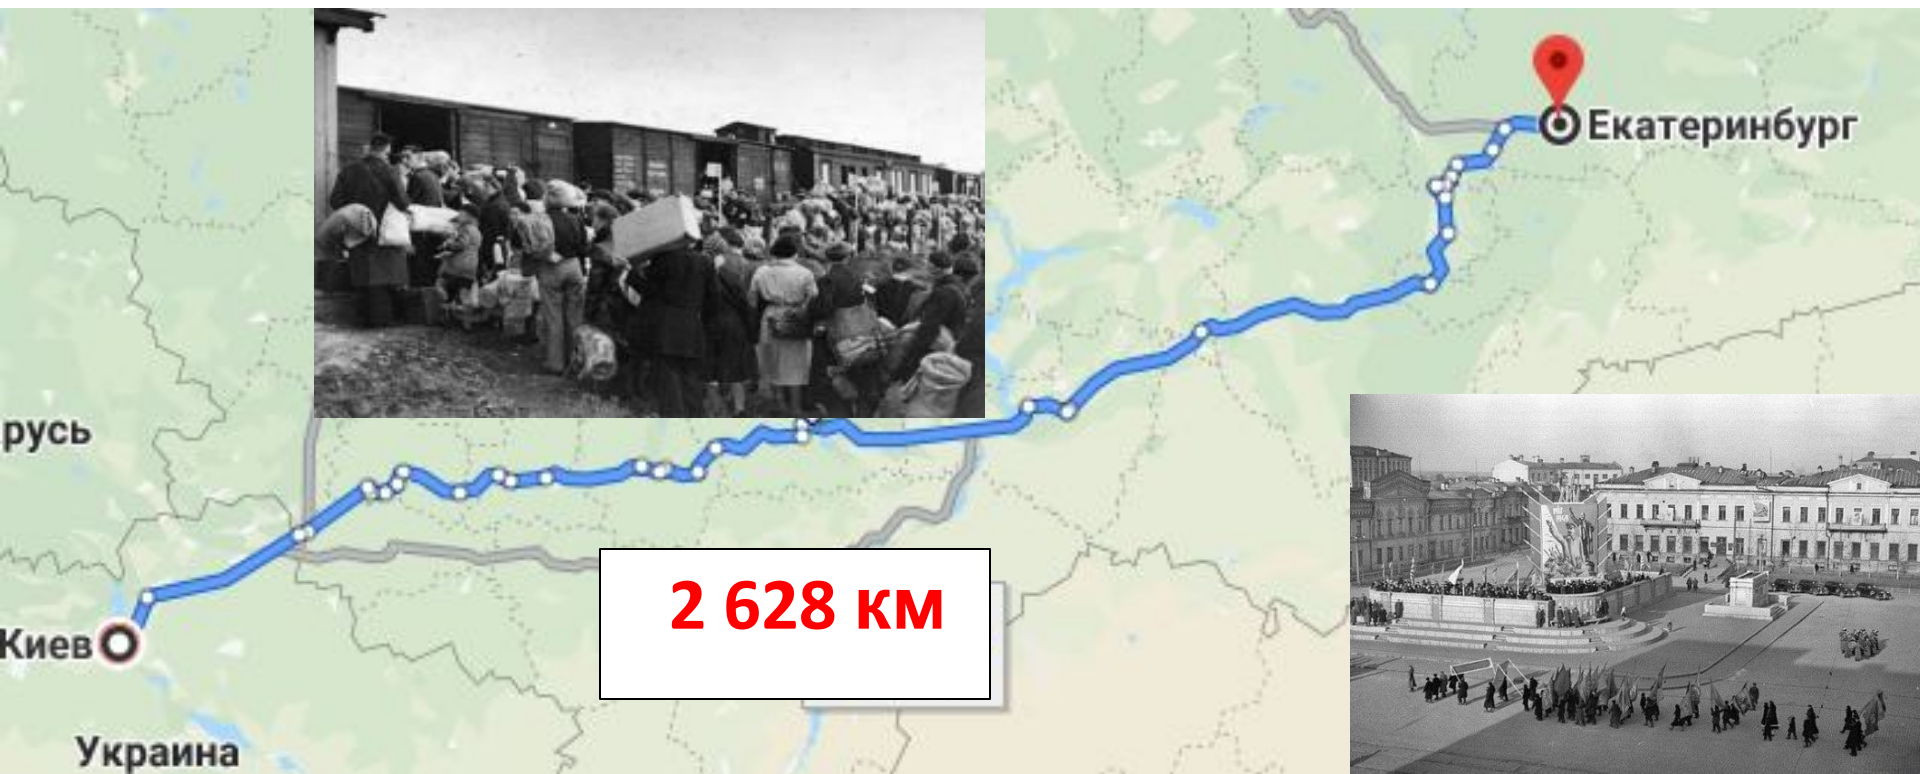 Екатеринбург
русь
2 628 км
Киев
Украина